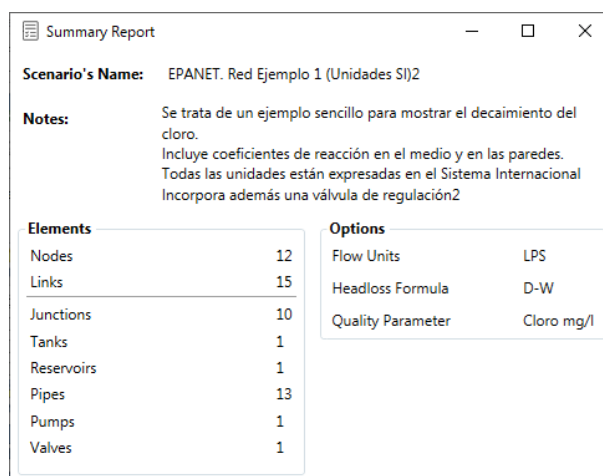 Summary Report
Scenario's Name: EPANET. Red Ejemplo 1 (Unidades SI)2
Notes: Se trata de un ejemplo sencillo para mostrar el decaimiento del
cloro.
Incluye coeficientes de reacción en el medio y en las paredes.
Todas las unidades están expresadas en el Sistema Internacional
Incorpora además una válvula de regulación2
Elements
Nodes 12
Links 15
Junctions 10
Tanks 1
Reservoirs 1
Pipes 13
Pumps 1
Valves 1
Options
Flow Units LPS
Headloss Formula D-W
Quality Parameter Cloro mg/l